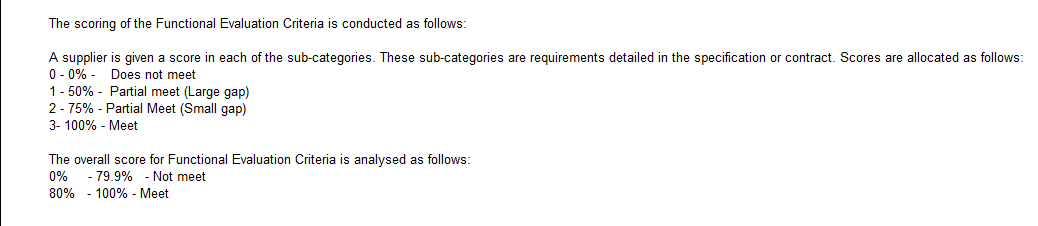 The scoring of the Functional Evaluation Criteria is conducted as follows:
A supplier is given a score in each of the sub-categories. These sub-categories are requirements detailed in the specification or contract. Scores are allocated as follows:
0 - 0% - Does not meet
1 - 50% - Partial meet (Large gap)
2 - 75% - Partial Meet (Small gap)
3- 100% - Meet
The overall score for Functional Evaluation Criteria is analysed as follows:
0% - 79.9% - Not meet
80% - 100% - Meet